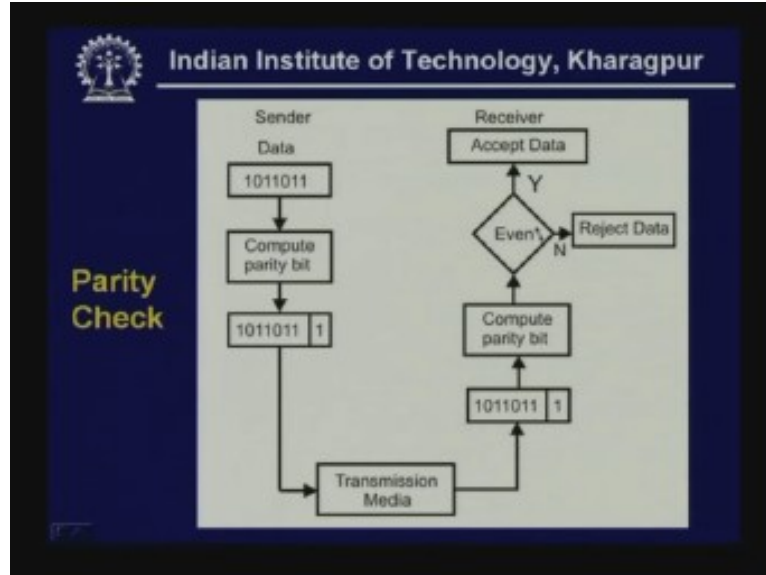 Indian Institute of Technology, Kharagpur
Parity
Check
Sender
Data
1011011
Compute
parity bit
1011011 1
Transmission
Media
Receiver
Accept Data
Y
Even
N
Reject Data
Compute
parity bit
1011011 1